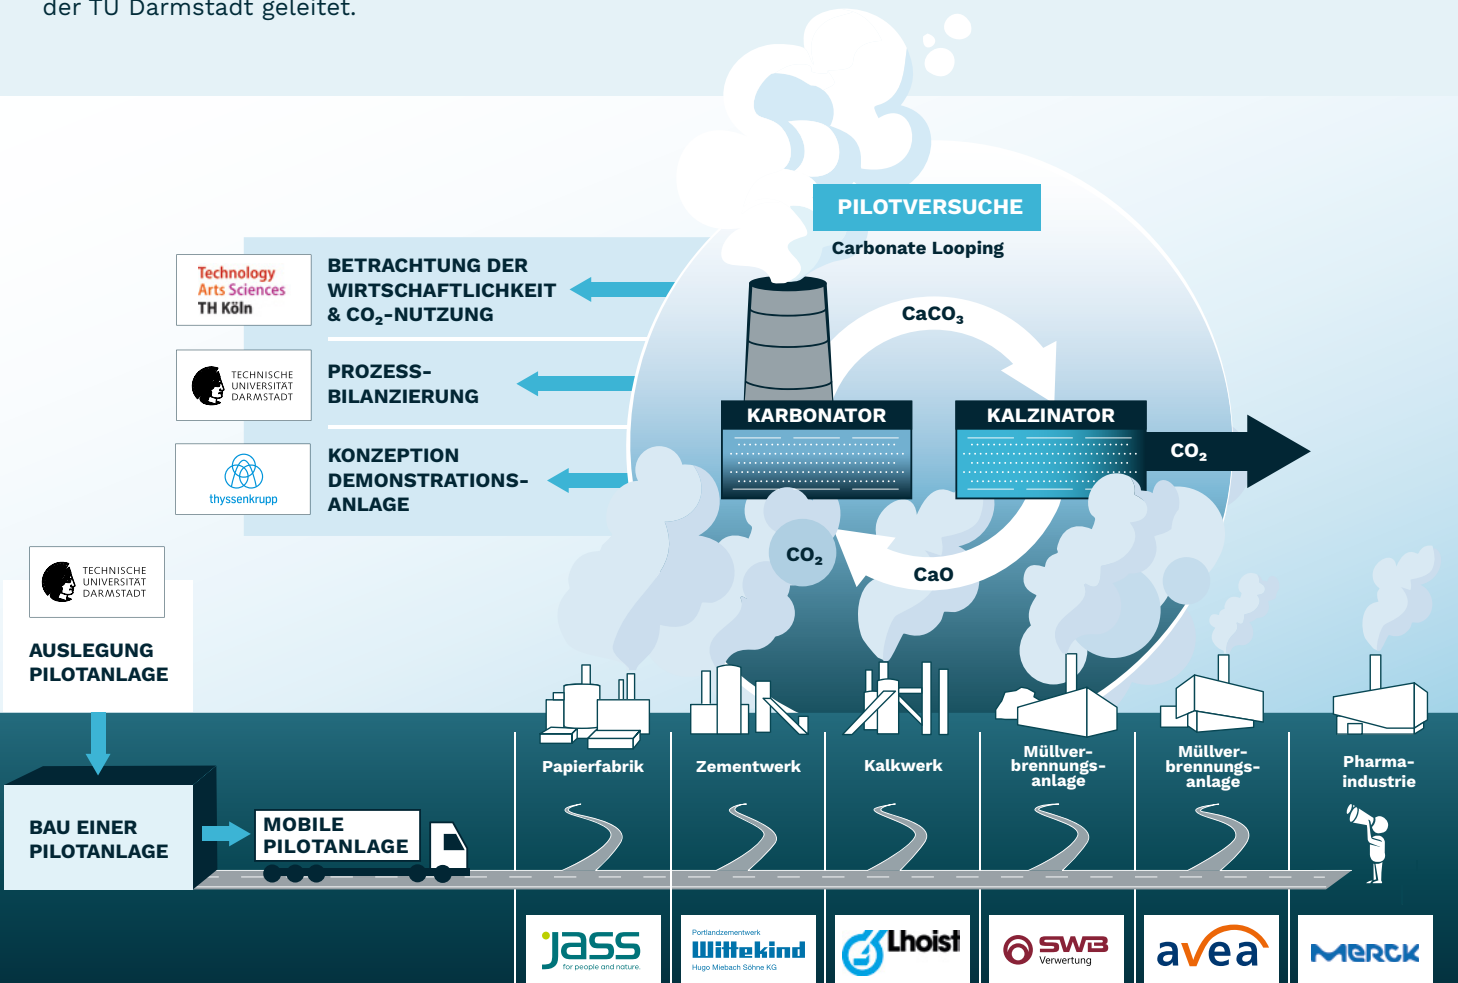 der TU Darmstadt geleitet.
PILOTVERSUCHE
Carbonate Looping
Technology
Arts Sciences
TH Köln
BETRACHTUNG DER
WIRTSCHAFTLICHKEIT
& CO₂-NUTZUNG
TECHNISCHE
UNIVERSITÄT
DARMSTADT
PROZESS-
BILANZIERUNG
thyssenkrupp
KONZEPTION
DEMONSTRATIONS-
ANLAGE
CaCO₃
KARBONATOR
KALZINATOR
CO₂
CO₂
CaO
TECHNISCHE
UNIVERSITÄT
DARMSTADT
AUSLEGUNG
PILOTANLAGE
BAU EINER
PILOTANLAGE
MOBILE
PILOTANLAGE
Papierfabrik
Zementwerk
Kalkwerk
Müllver-
brennungs-
anlage
Müllver-
brennungs-
anlage
Pharma-
industrie
jass
for people and nature.
Portlandzementwerk
Wittekind
Hugo Miebach Söhne KG
Lhoist
SWB
Verwertung
avea
MERCK